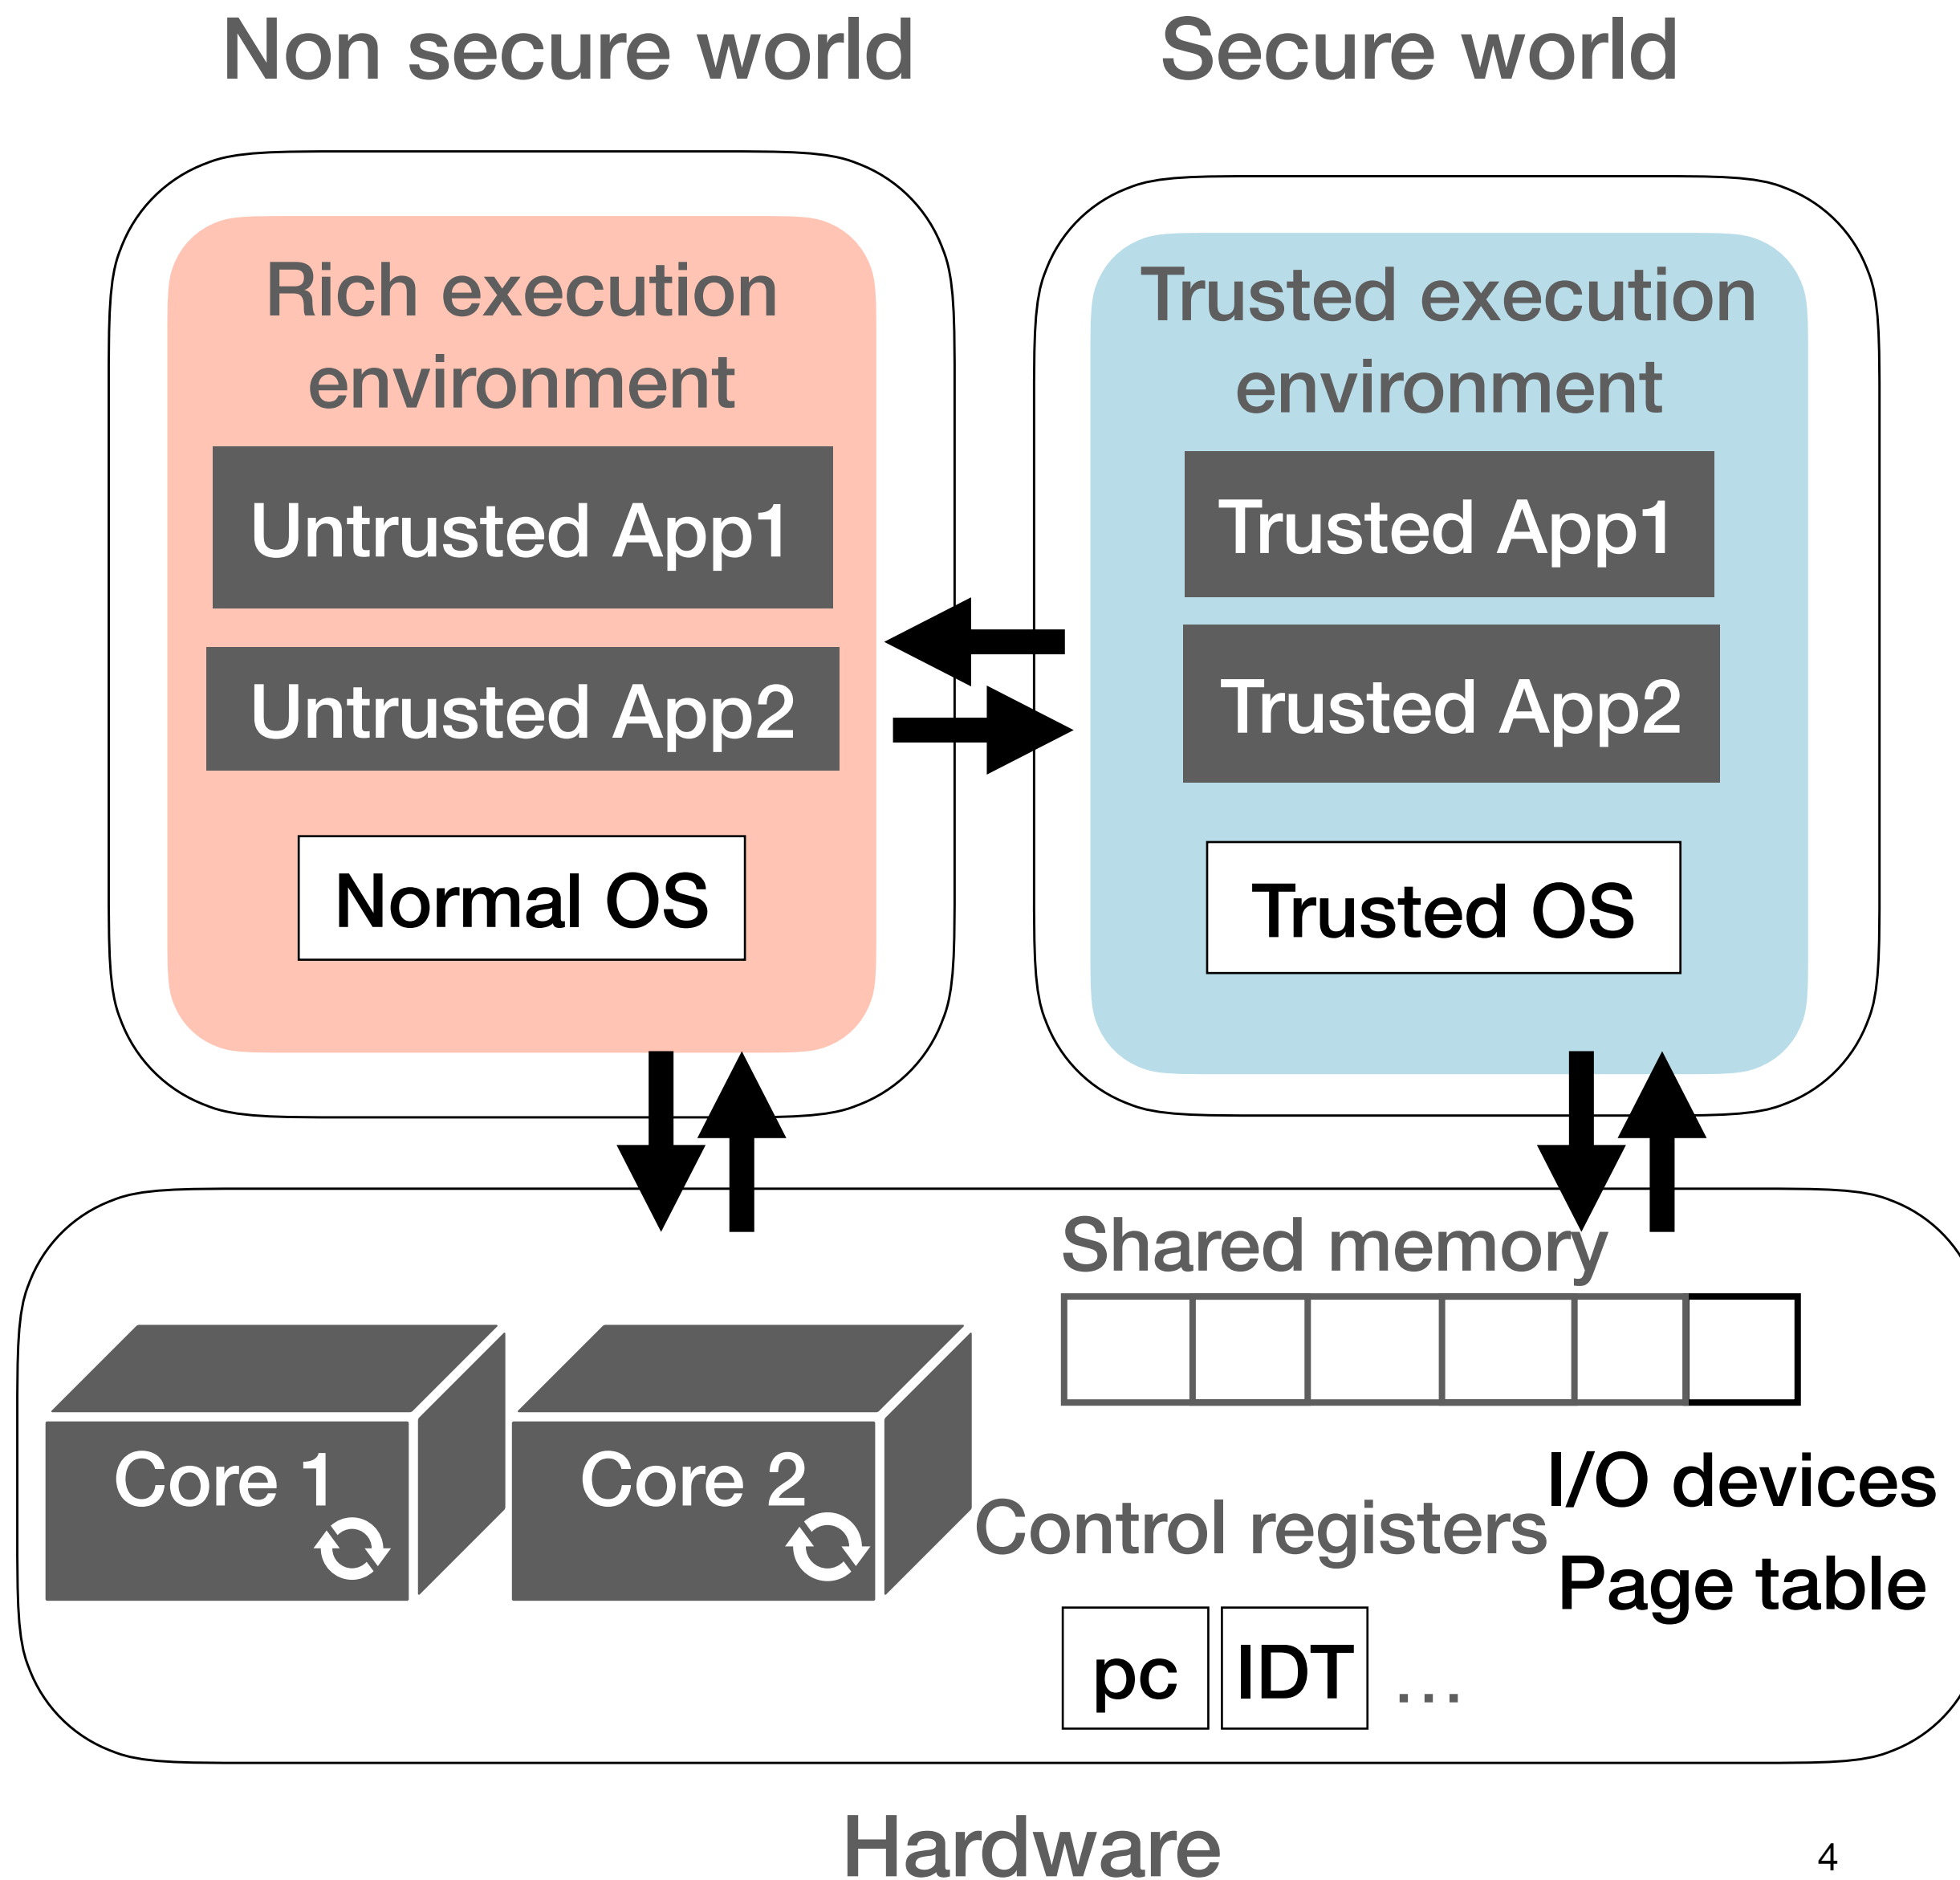 Non secure world
Secure world
Rich execution
environment
Untrusted App1
Untrusted App2
Normal OS
Trusted execution
environment
Trusted App1
Trusted App2
Trusted OS
Shared memory
Core 1
Core 2
I/O devices
Control registers
Page table
pc
IDT
...
Hardware
4